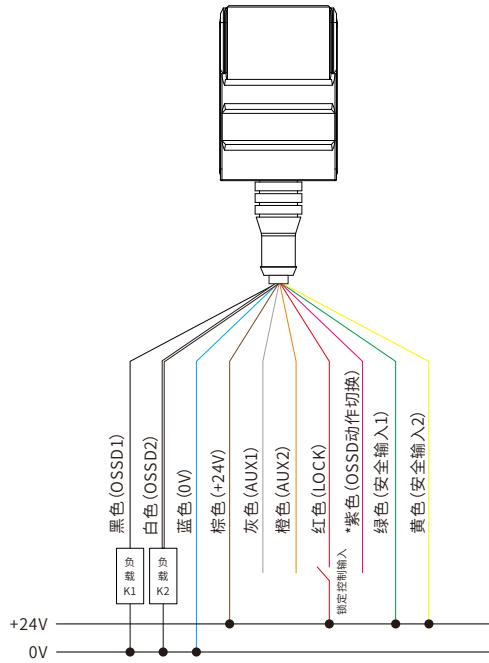 黑色(OSSD1)
白色(OSSD2)
蓝色(0V)
棕色(+24V)
灰色(AUX1)
橙色(AUX2)
红色(LOCK)
*紫色(OSSD动作切换)
绿色(安全输入1)
黄色(安全输入2)
负
载
K1
负
载
K2
锁定控制输入
+24V
0V